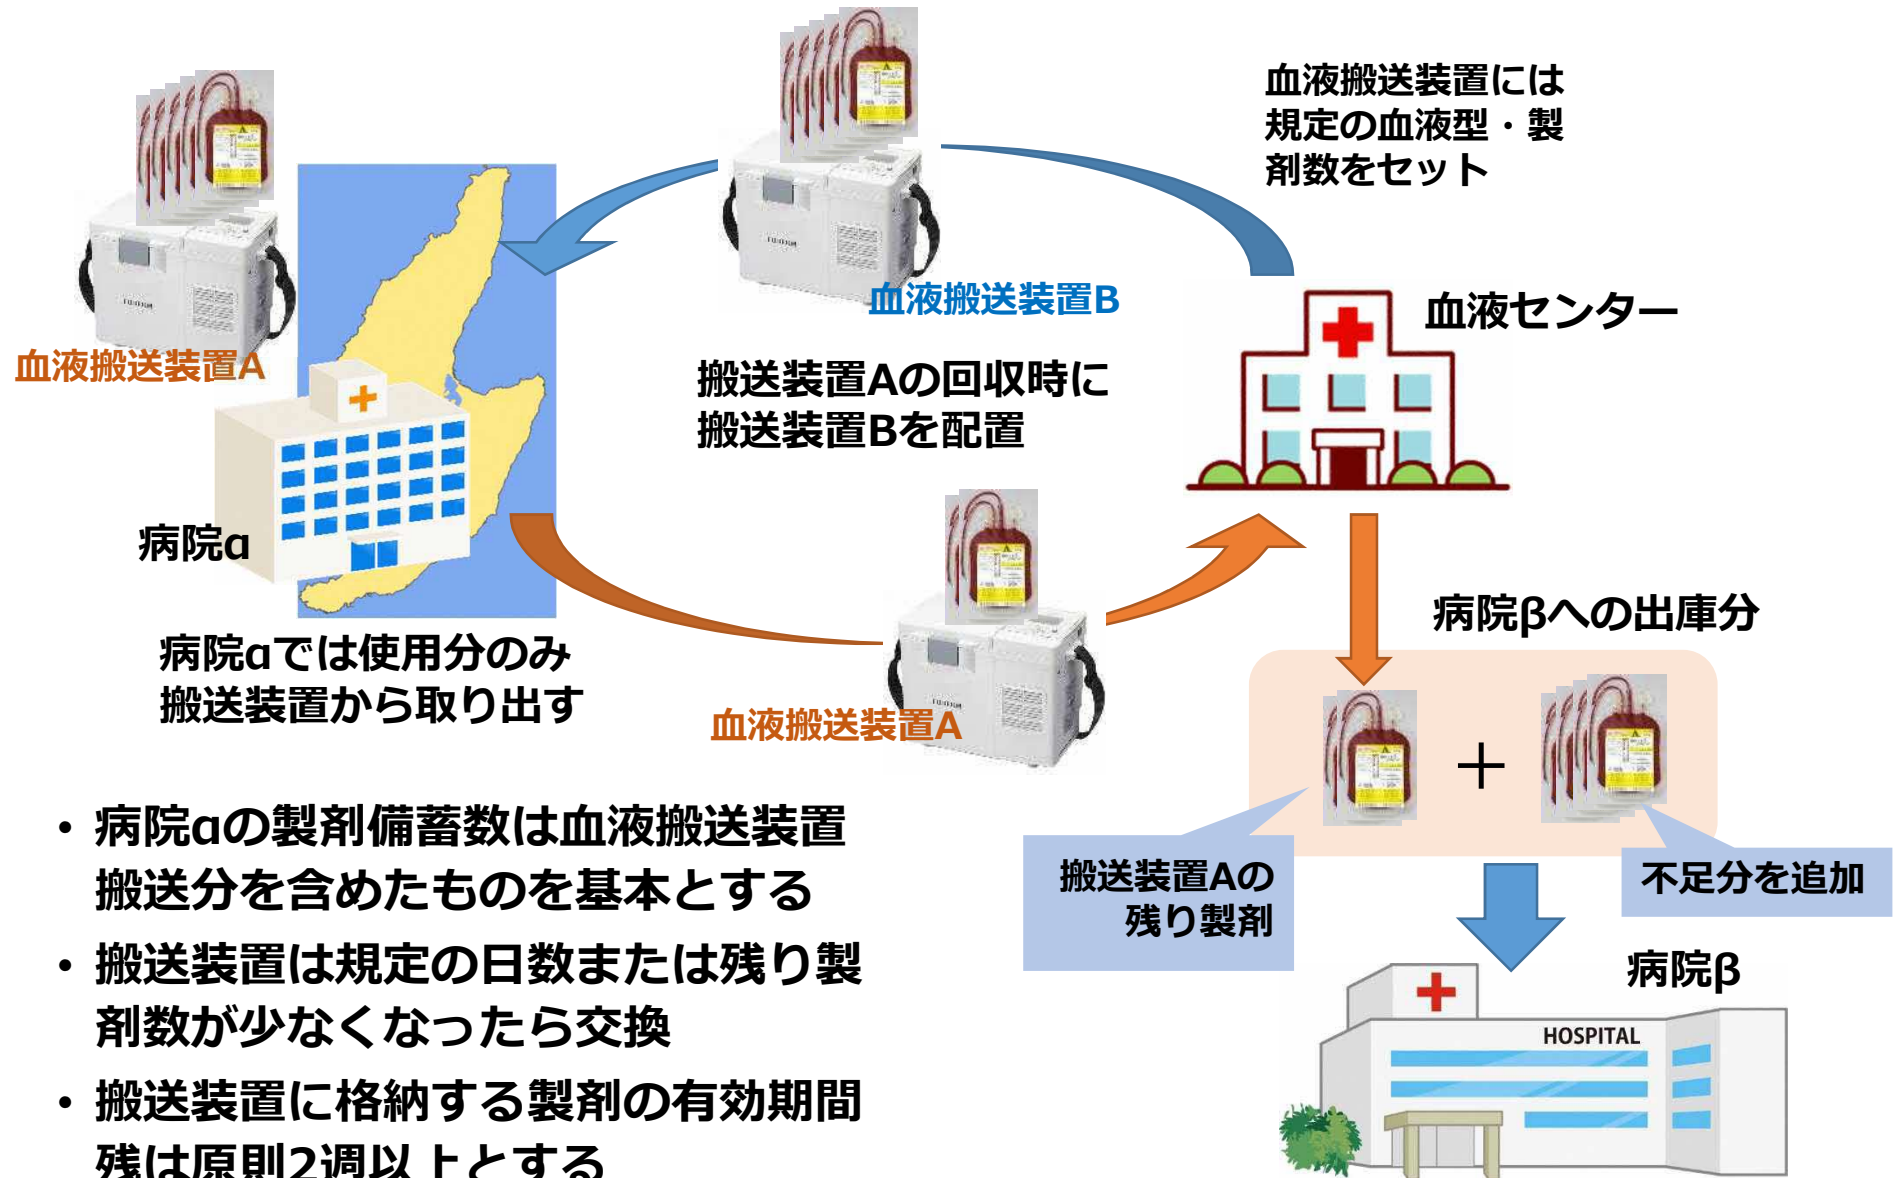 血液搬送装置には
規定の血液型・製
剤数をセット
血液搬送装置A
血液搬送装置B
血液センター
搬送装置Aの回収時に
搬送装置Bを配置
病院α
病院αでは使用分のみ
搬送装置から取り出す
血液搬送装置A
病院βへの出庫分
＋
搬送装置Aの
残り製剤
不足分を追加
病院β
HOSPITAL
・病院αの製剤備蓄数は血液搬送装置
搬送分を含めたものを基本とする
・搬送装置は規定の日数または残り製
剤数が少なくなったら交換
・搬送装置に格納する製剤の有効期間
残は原則2週以上とする